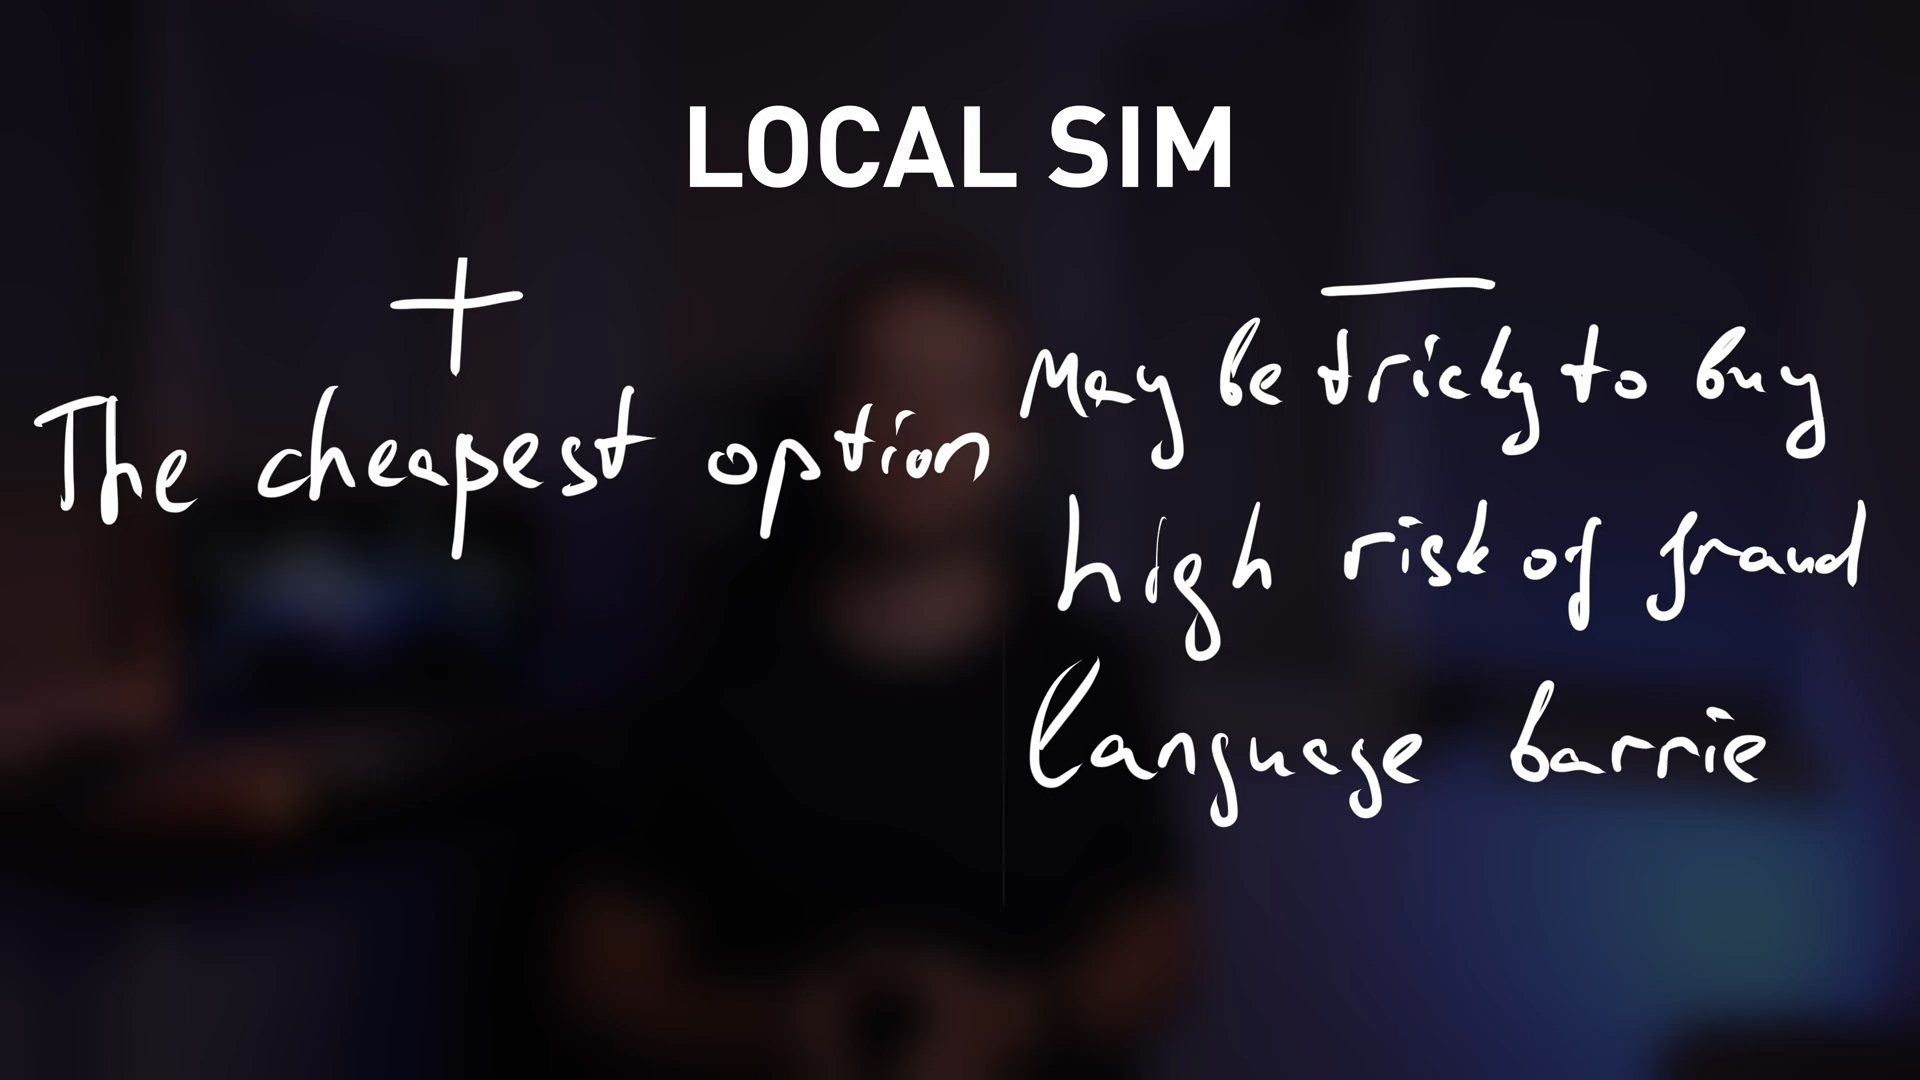 LOCAL SIM
+
The cheapest option
—
May be tricky to buy
high risk of fraud
language barrie